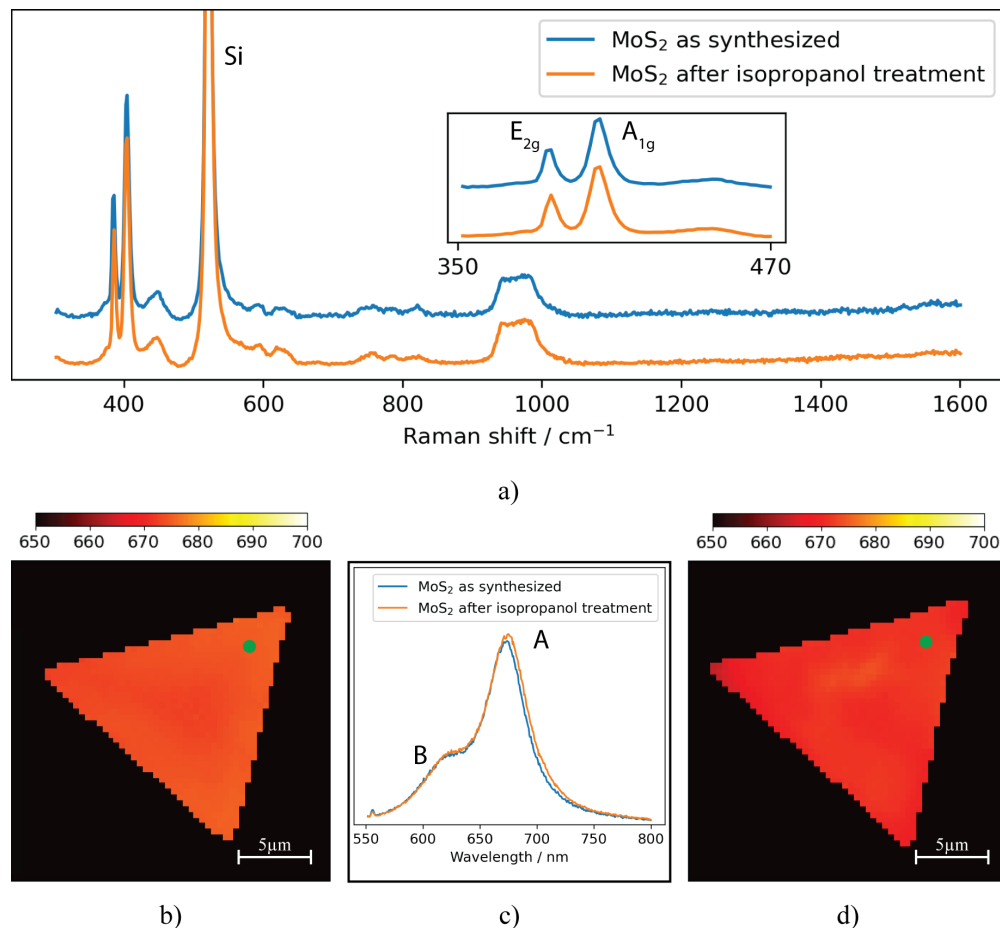 Si
MoS₂ as synthesized
MoS₂ after isopropanol treatment
E₂g A₁g
350 470
400 600 800 1000 1200 1400 1600
Raman shift / cm⁻¹
a)
650 660 670 680 690 700
650 660 670 680 690 700
MoS₂ as synthesized
MoS₂ after isopropanol treatment
A
B
5μm
550 600 650 700 750 800
Wavelength / nm
5μm
b) c) d)